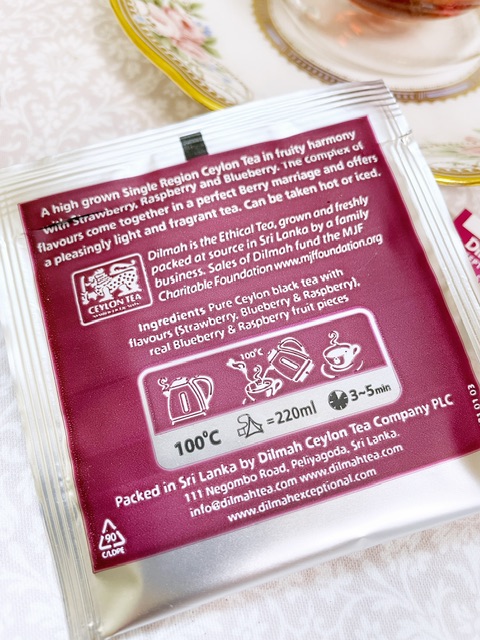 A high grown Single Region Ceylon Tea in fruity harmony
with Strawberry, Raspberry and Blueberry. The complex of
flavours come together in a perfect Berry marriage and offers
a pleasingly light and fragrant tea. Can be taken hot or iced.
Dilmah is the Ethical Tea, grown and freshly
packed at source in Sri Lanka by a family
business. Sales of Dilmah fund the MJF
Charitable Foundation www.mjffoundation.org
CEYLON TEA
Ingredients Pure Ceylon black tea with
flavours (Strawberry, Blueberry & Raspberry),
real Blueberry & Raspberry fruit pieces
100°C
100°C
=220ml
3~5min
Packed in Sri Lanka by Dilmah Ceylon Tea Company PLC
111 Negombo Road, Peliyagoda, Sri Lanka.
info@dilmahtea.com www.dilmahtea.com
www.dilmahexceptional.com
90
C/LDPE